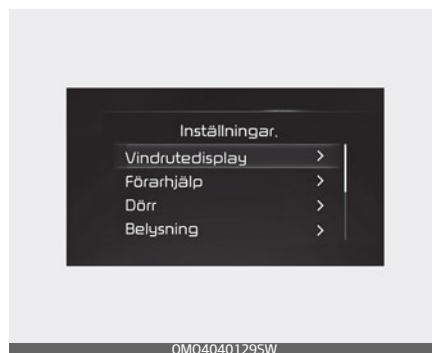 Inställningar.
Vindrutedisplay >
Förarhjälp >
Dörr >
Belysning >
OMQ4040129SW